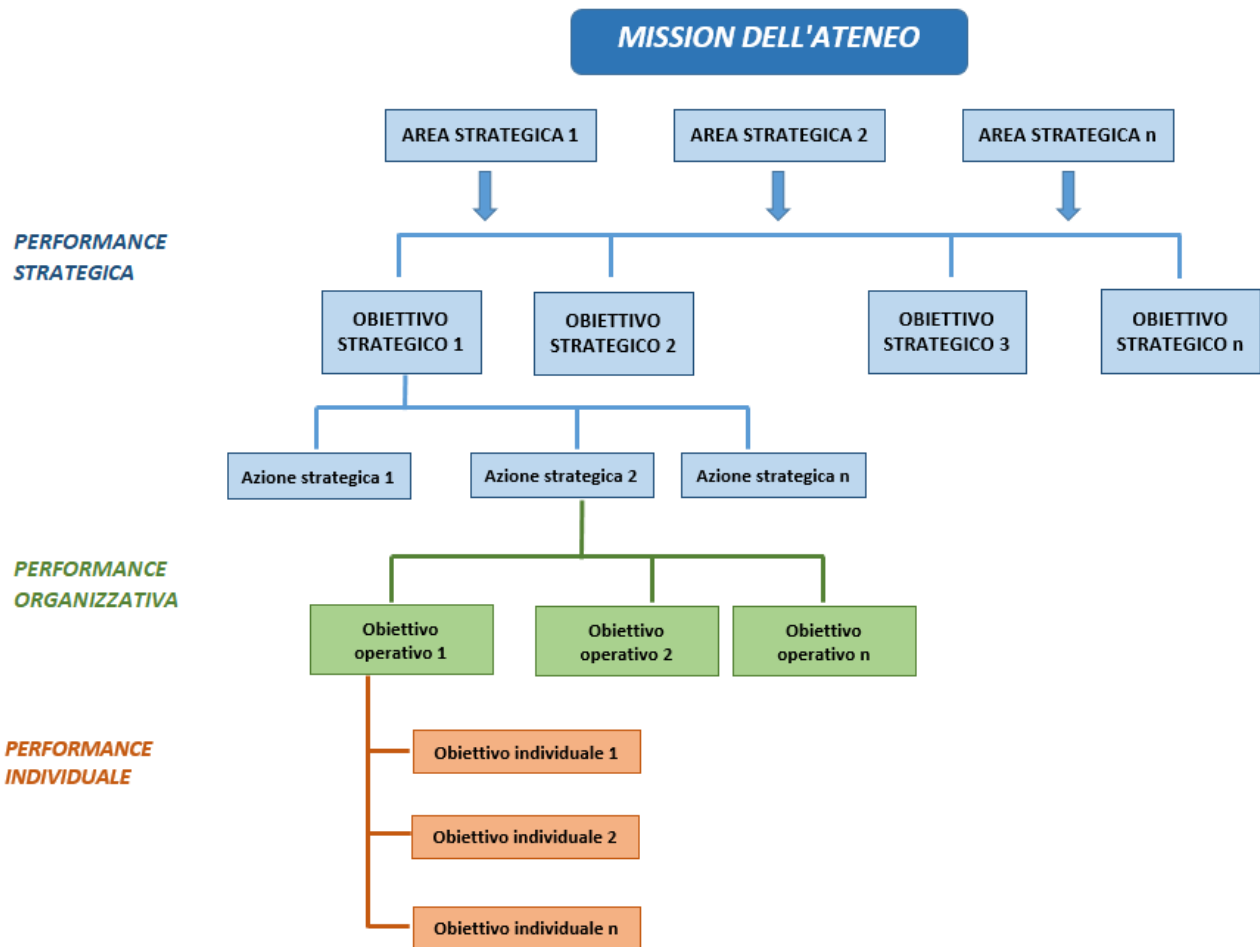 MISSION DELL'ATENEO
AREA STRATEGICA 1
AREA STRATEGICA 2
AREA STRATEGICA n
PERFORMANCE
STRATEGICA
OBIETTIVO
STRATEGICO 1
OBIETTIVO
STRATEGICO 2
OBIETTIVO
STRATEGICO 3
OBIETTIVO
STRATEGICO n
Azione strategica 1
Azione strategica 2
Azione strategica n
PERFORMANCE
ORGANIZZATIVA
Obiettivo
operativo 1
Obiettivo
operativo 2
Obiettivo
operativo n
PERFORMANCE
INDIVIDUALE
Obiettivo individuale 1
Obiettivo individuale 2
Obiettivo individuale n